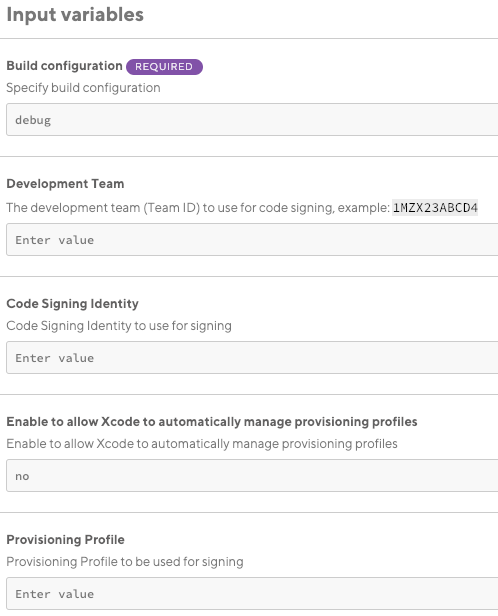 Input variables
Build configuration REQUIRED
Specify build configuration
debug
Development Team
The development team (Team ID) to use for code signing, example: 1MZX23ABCD4
Enter value
Code Signing Identity
Code Signing Identity to use for signing
Enter value
Enable to allow Xcode to automatically manage provisioning profiles
Enable to allow Xcode to automatically manage provisioning profiles
no
Provisioning Profile
Provisioning Profile to be used for signing
Enter value